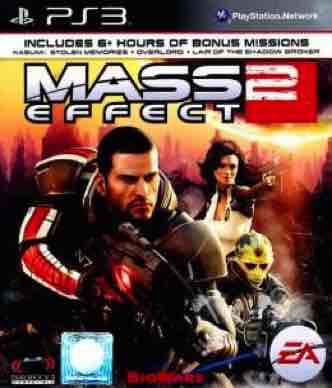 PS3
PlayStation Network
INCLUDES 6+ HOURS OF BONUS MISSIONS
KASUMI: STOLEN MEMORIES • OVERLORD • LAIR OF THE SHADOW BROKER
MASS 2
EFFECT
EA
BIOWARE